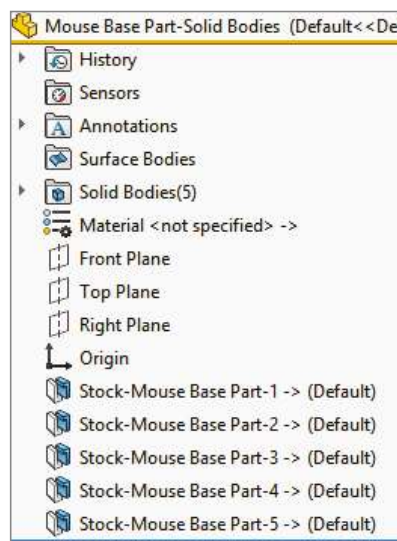 Mouse Base Part-Solid Bodies (Default<<De
History
Sensors
Annotations
Surface Bodies
Solid Bodies(5)
Material <not specified> ->
Front Plane
Top Plane
Right Plane
Origin
Stock-Mouse Base Part-1 -> (Default)
Stock-Mouse Base Part-2 -> (Default)
Stock-Mouse Base Part-3 -> (Default)
Stock-Mouse Base Part-4 -> (Default)
Stock-Mouse Base Part-5 -> (Default)